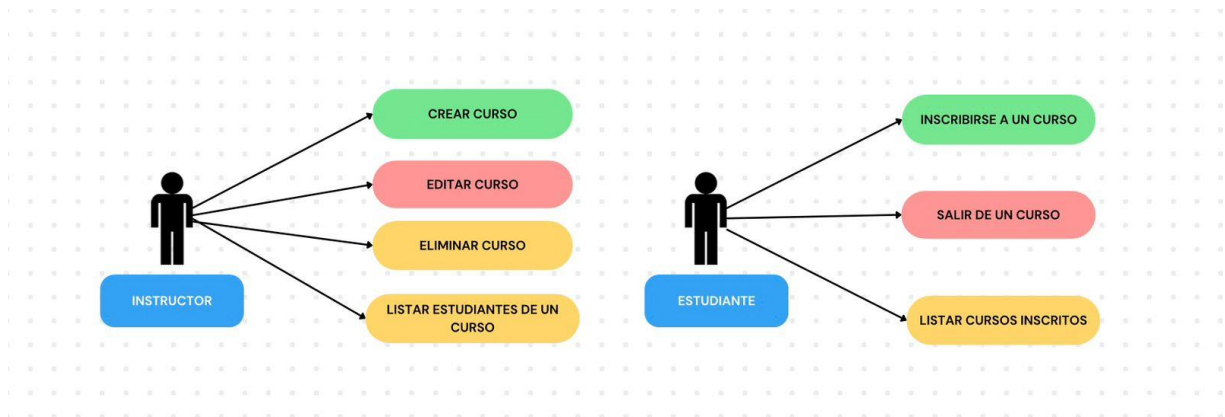 CREAR CURSO
EDITAR CURSO
ELIMINAR CURSO
LISTAR ESTUDIANTES DE UN
CURSO
INSTRUCTOR
INSCRIBIRSE A UN CURSO
SALIR DE UN CURSO
LISTAR CURSOS INSCRITOS
ESTUDIANTE